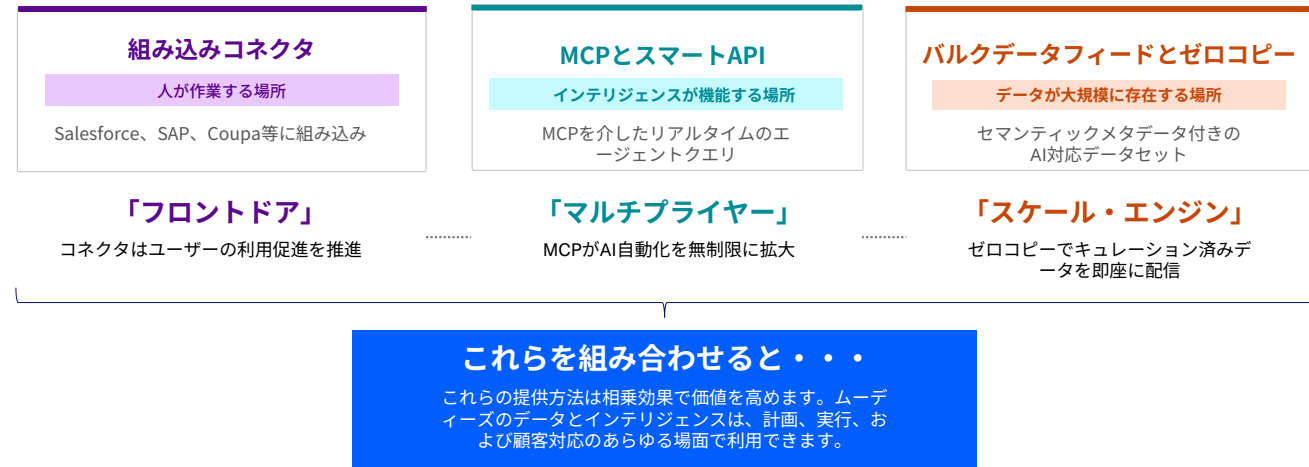 組み込みコネクタ
人が作業する場所
Salesforce、SAP、Coupa等に組み込み
「フロントドア」
コネクタはユーザーの利用促進を推進
MCPとスマートAPI
インテリジェンスが機能する場所
MCPを介したリアルタイムのエ
ージェントクエリ
「マルチプライヤー」
MCPがAI自動化を無制限に拡大
バルクデータフィードとゼロコピー
データが大規模に存在する場所
セマンティックメタデータ付きの
AI対応データセット
「スケール・エンジン」
ゼロコピーでキュレーション済みデ
ータを即座に配信
これらを組み合わせると・・・
これらの提供方法は相乗効果で価値を高めます。ムーデ
ィーズのデータとインテリジェンスは、計画、実行、お
よび顧客対応のあらゆる場面で利用できます。